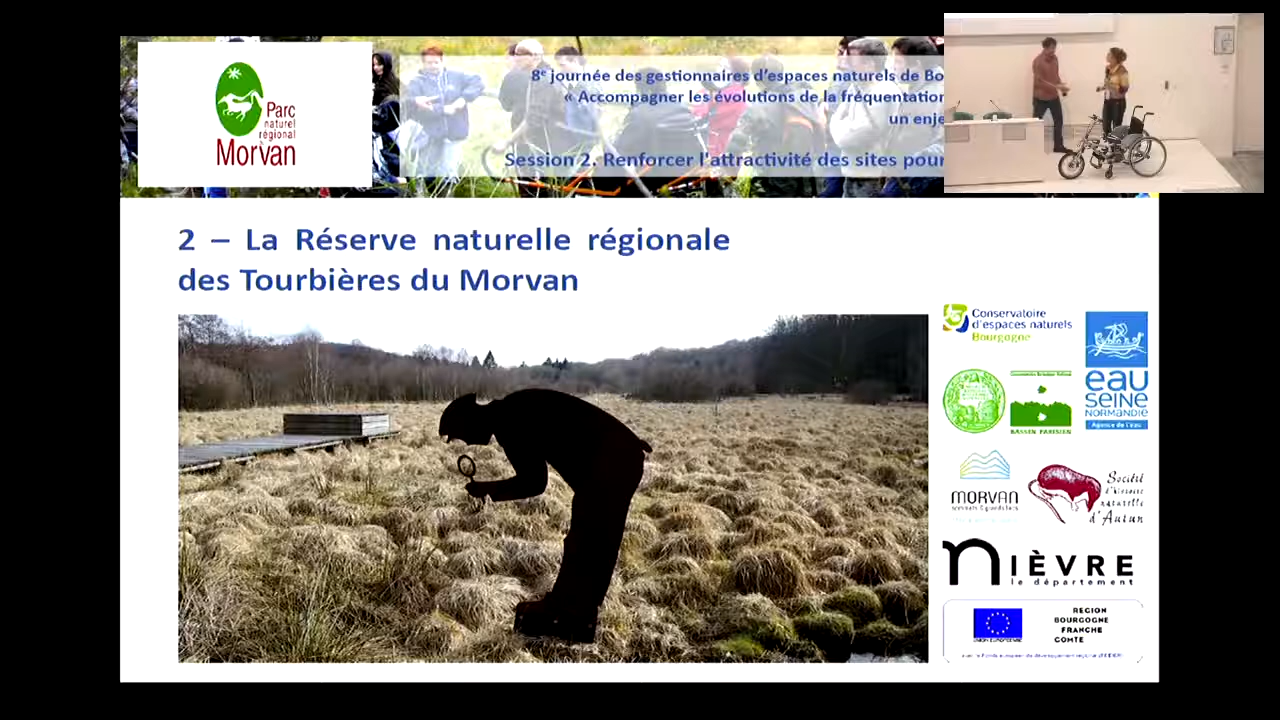 Parc
naturel
régional
Morvan
8e journée des gestionnaires d'espaces naturels de Bo
« Accompagner les évolutions de la fréquentation
un enje
Session 2. Renforcer l'attractivité des sites pour
2 – La Réserve naturelle régionale
des Tourbières du Morvan
Conservatoire
d'espaces naturels
Bourgogne
eau
SEINE
NORMANDIE
Agence de l'eau
BASSIN PARISIEN
MORVAN
Société
d'histoire
naturelle
d'Autun
NIÈVRE
le département
UNION EUROPÉENNE
REGION
BOURGOGNE
FRANCHE
COMTE